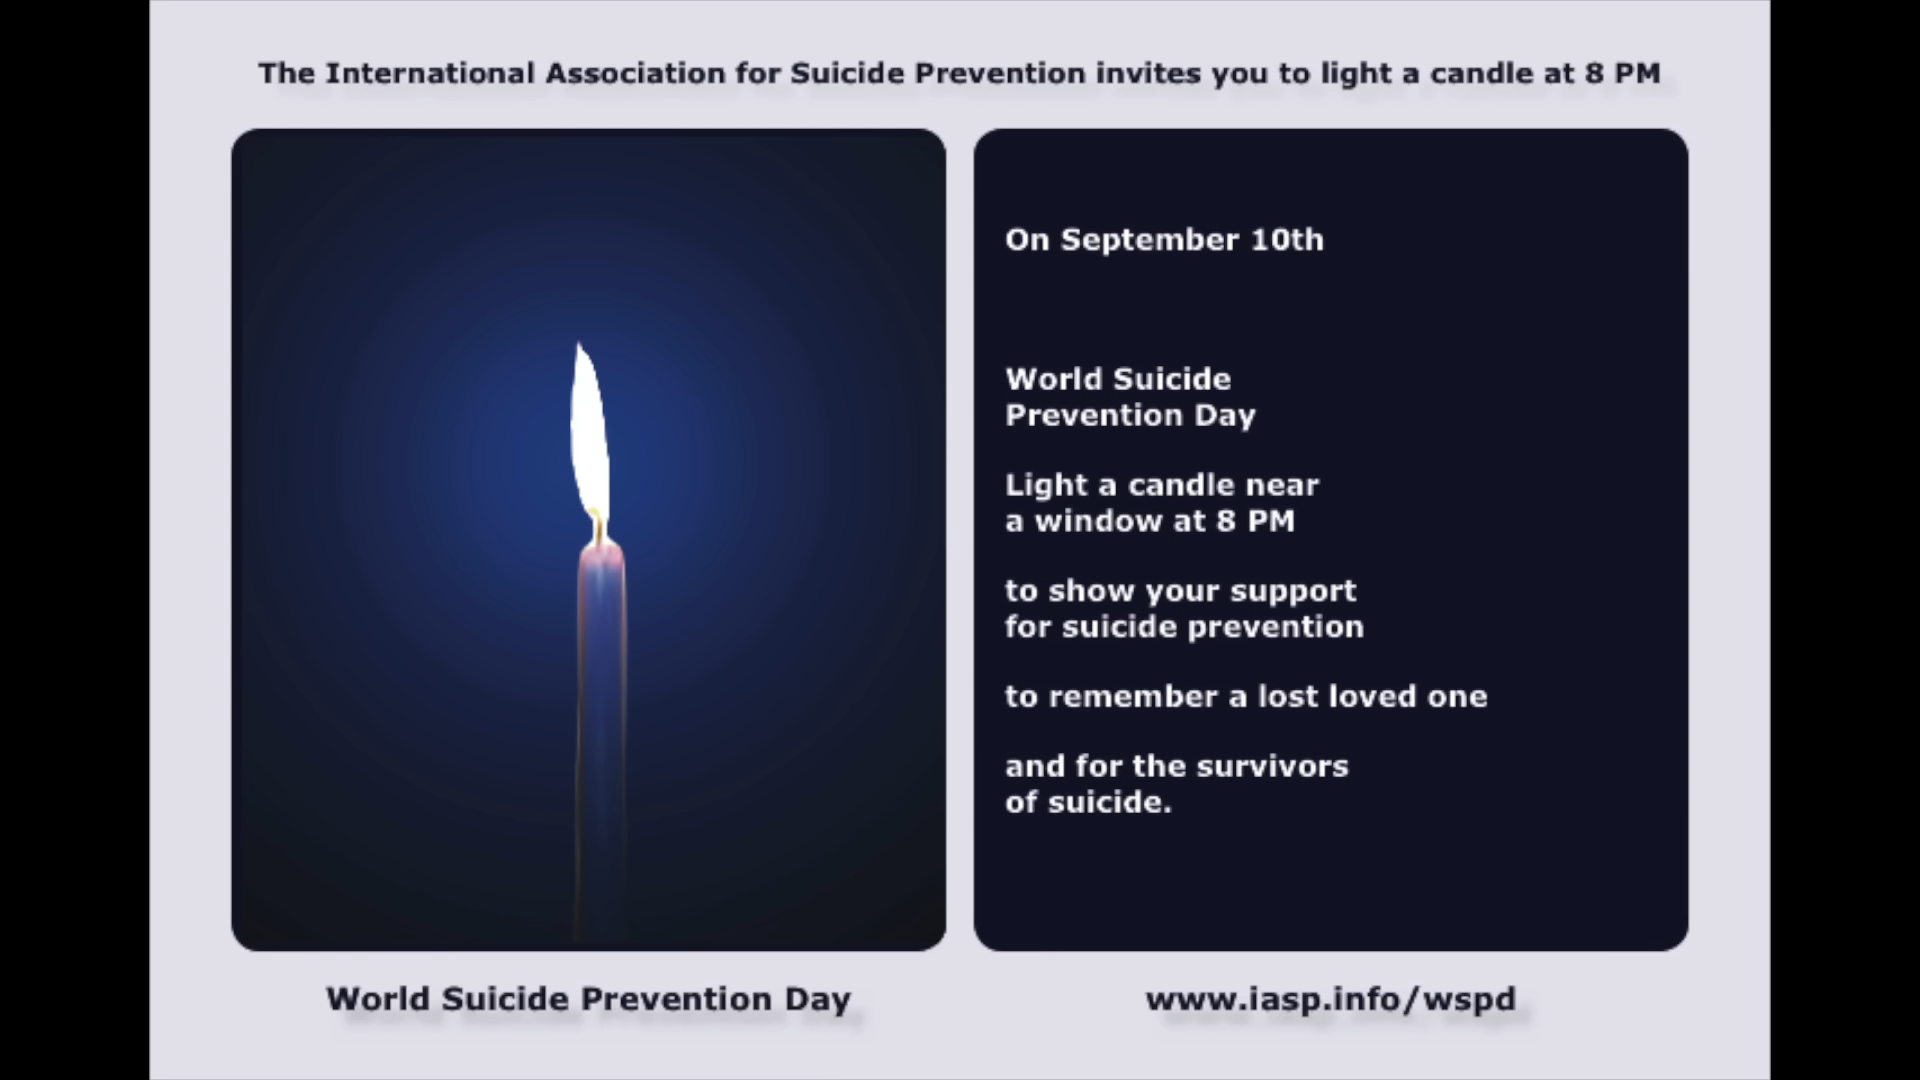 The International Association for Suicide Prevention invites you to light a candle at 8 PM
On September 10th
World Suicide
Prevention Day
Light a candle near
a window at 8 PM
to show your support
for suicide prevention
to remember a lost loved one
and for the survivors
of suicide.
World Suicide Prevention Day
www.iasp.info/wspd